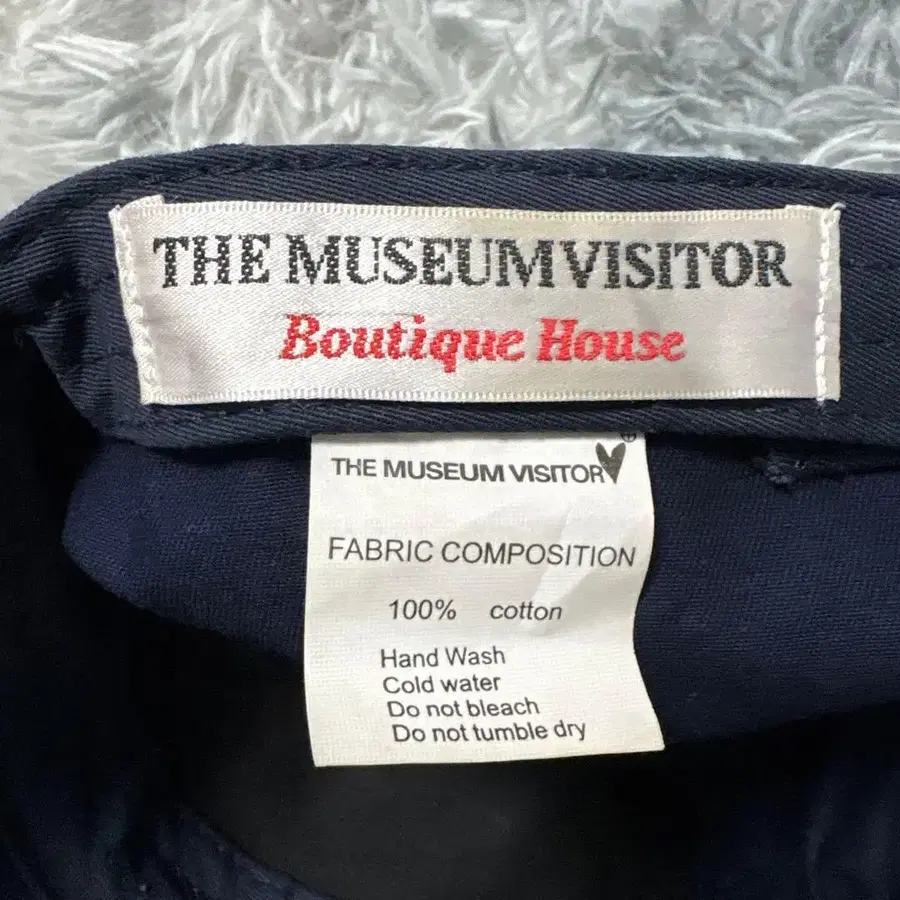 THE MUSEUMVISITOR
Boutique House
THE MUSEUM VISITOR
FABRIC COMPOSITION
100% cotton
Hand Wash
Cold water
Do not bleach
Do not tumble dry